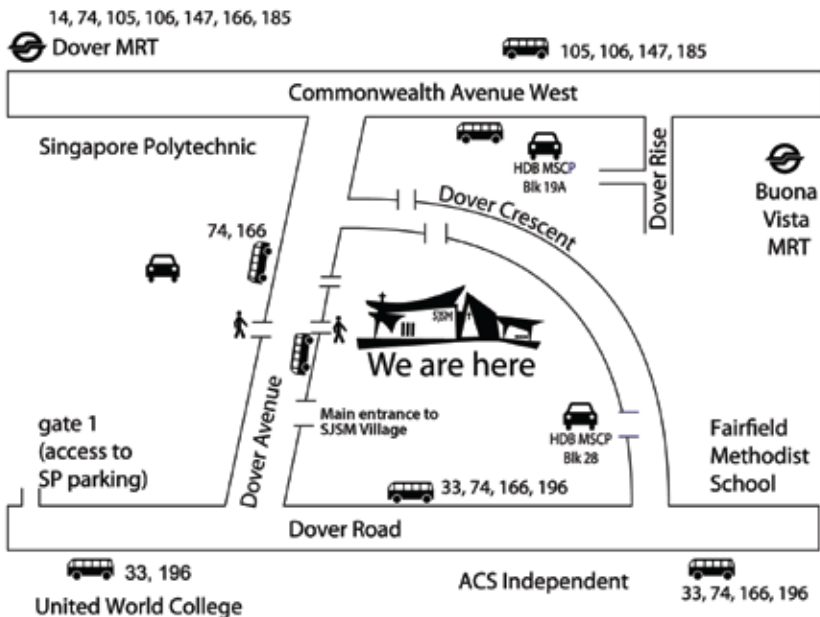 14, 74, 105, 106, 147, 166, 185
Dover MRT
105, 106, 147, 185
Commonwealth Avenue West
Singapore Polytechnic
HDB MSCP
Blk 19A
Dover Rise
Buona
Vista
MRT
Dover Crescent
74, 166
SJSM
We are here
Dover Avenue
Main entrance to
SJSM Village
HDB MSCP
Blk 28
gate 1
(access to
SP parking)
Fairfield
Methodist
School
33, 74, 166, 196
Dover Road
33, 196
United World College
ACS Independent
33, 74, 166, 196